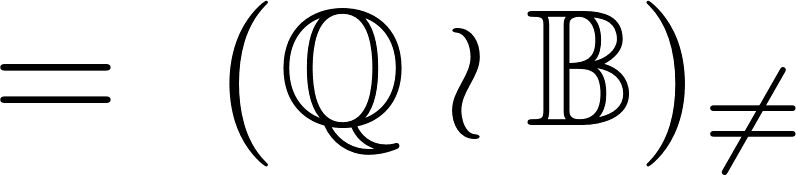 = (ℚ ≀ 𝔹)≠